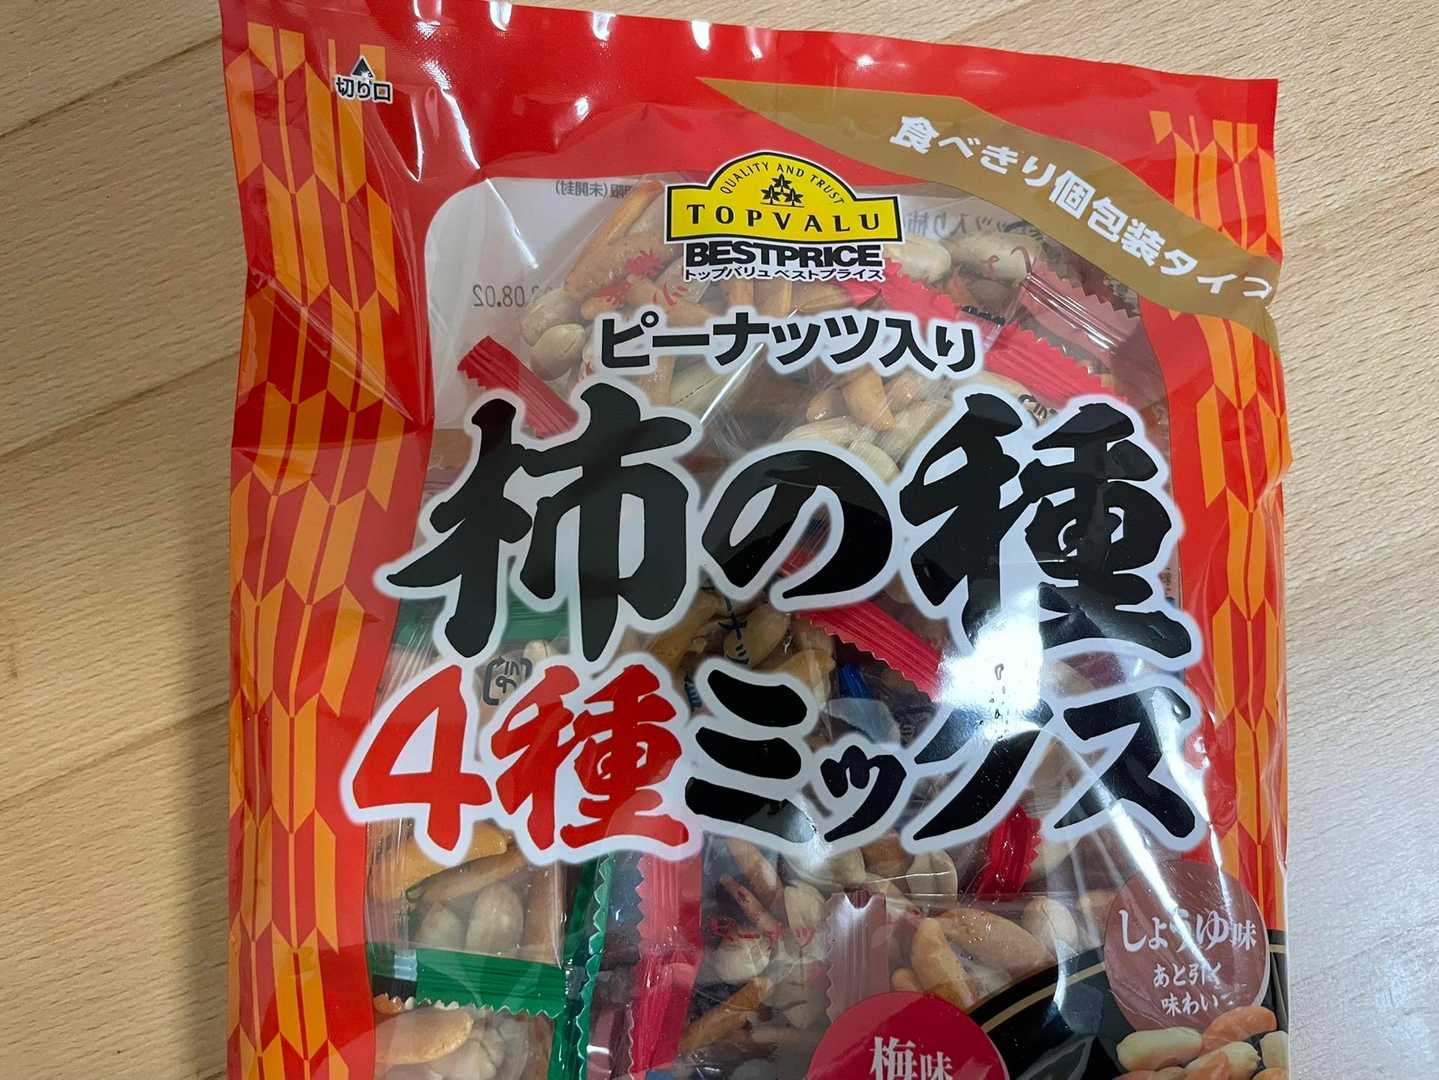 切り口
食べきり個包装タイプ
QUALITY AND TRUST
TOPVALU
BESTPRICE
トップバリュ ベストプライス
08.02
ピーナッツ入り
柿の種
4種ミックス
しょうゆ味
あと引く
味わい
梅味